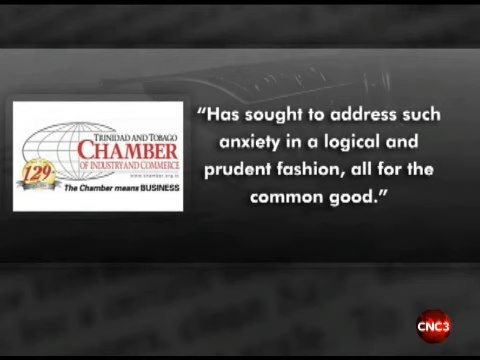 “Has sought to address such
anxiety in a logical and
prudent fashion, all for the
common good.”
TRINIDAD AND TOBAGO
CHAMBER
OF INDUSTRY AND COMMERCE
www.chamber.org.tt
129
The Chamber means BUSINESS
CNC3